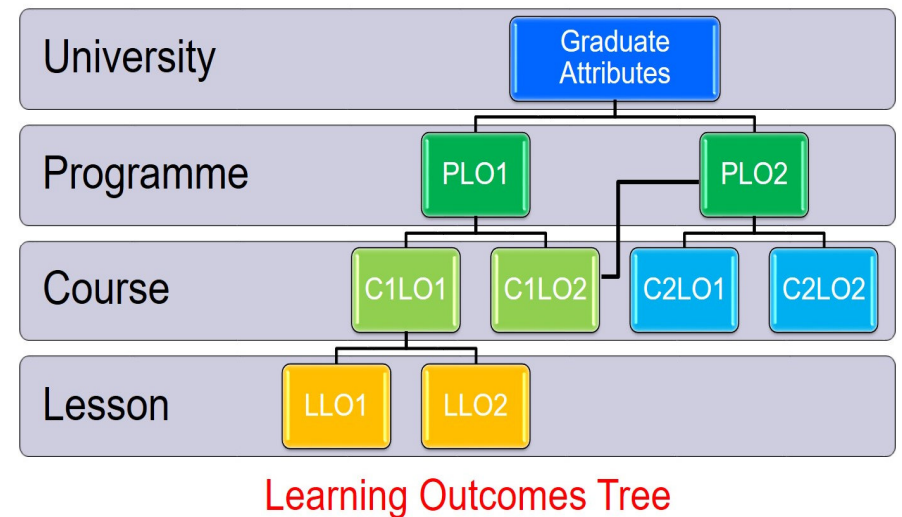 University
Graduate
Attributes
Programme
PLO1
PLO2
Course
C1LO1
C1LO2
C2LO1
C2LO2
Lesson
LLO1
LLO2
Learning Outcomes Tree